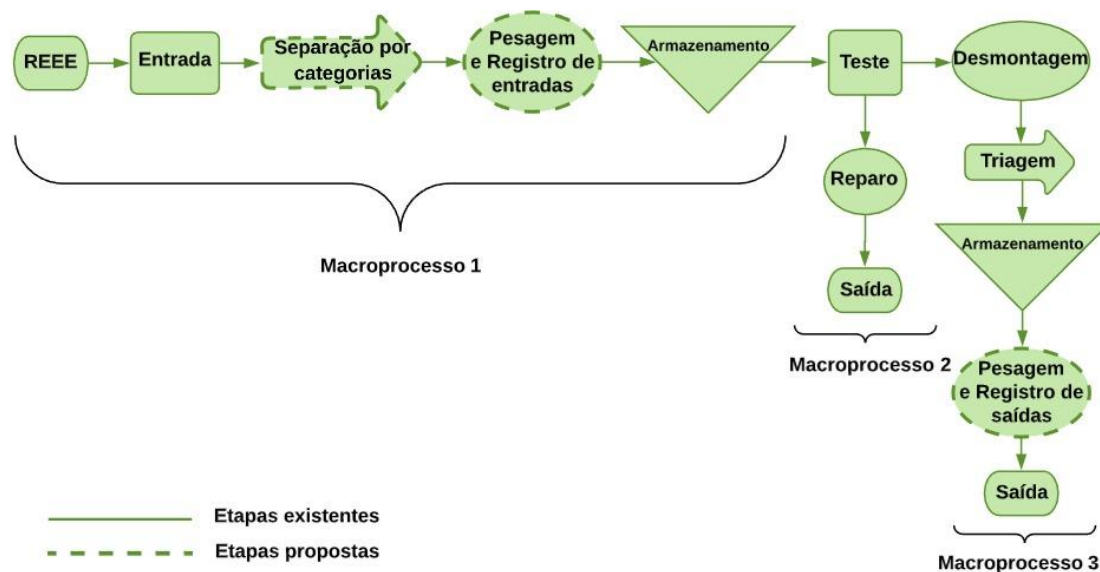 REEE
Entrada
Separação por
categorias
Pesagem
e Registro de
entradas
Armazenamento
Teste
Desmontagem
Reparo
Triagem
Armazenamento
Macroprocesso 1
Saída
Macroprocesso 2
Pesagem
e Registro de
saídas
Saída
Macroprocesso 3
Etapas existentes
Etapas propostas